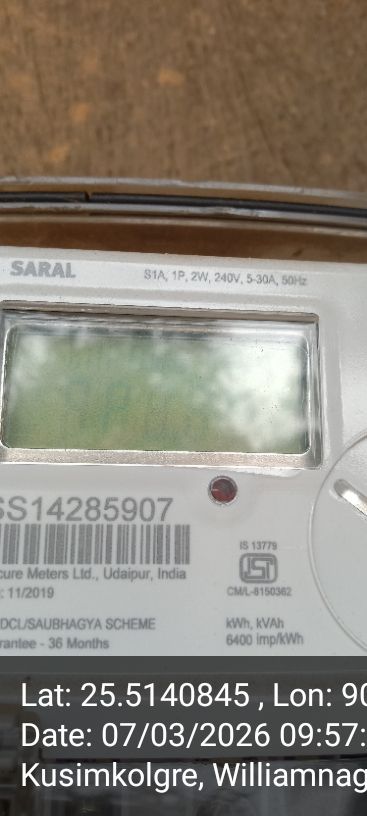 SARAL
S1A, 1P, 2W, 240V, 5-30A, 50Hz
SS14285907
cure Meters Ltd., Udaipur, India
: 11/2019
IS 13779
ISI
CM/L-8150362
DCL/SAUBHAGYA SCHEME
rantee - 36 Months
kWh, kVAh
6400 imp/kWh
Lat: 25.5140845 , Lon: 90
Date: 07/03/2026 09:57:
Kusimkolgre, Williamnag